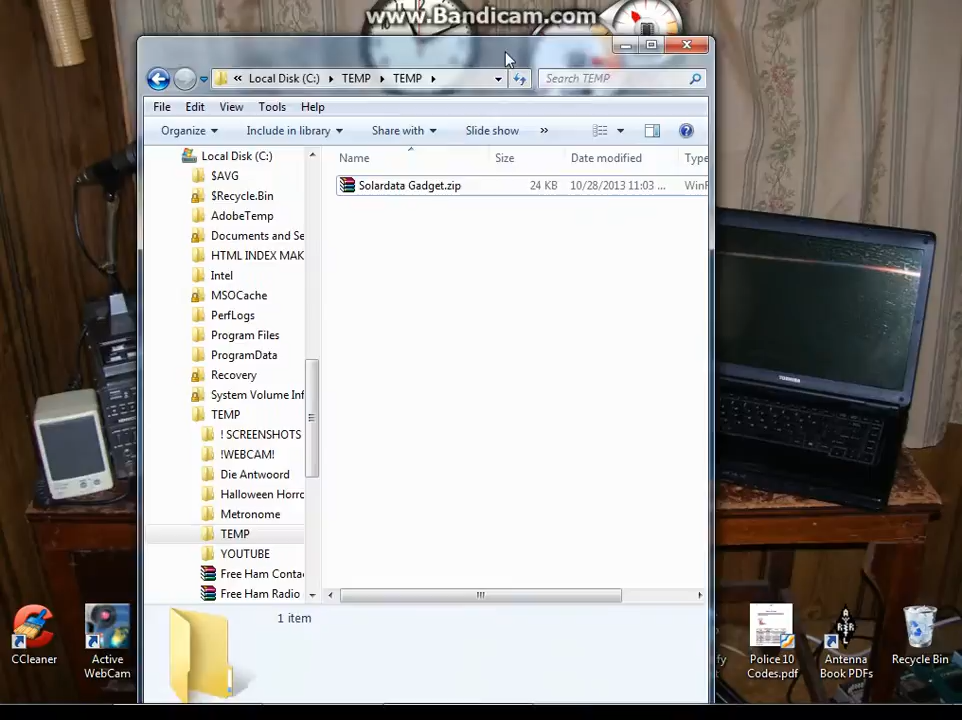 www.Bandicam.com
« Local Disk (C:) ▸ TEMP ▸ TEMP ▸
Search TEMP
File Edit View Tools Help
Organize Include in library Share with Slide show »
Name Size Date modified Type
Solardata Gadget.zip 24 KB 10/28/2013 11:03 ... WinR
Local Disk (C:)
$AVG
$Recycle.Bin
AdobeTemp
Documents and Se
HTML INDEX MAK
Intel
MSOCache
PerfLogs
Program Files
ProgramData
Recovery
System Volume Inf
TEMP
! SCREENSHOTS
!WEBCAM!
Die Antwoord
Halloween Horro
Metronome
TEMP
YOUTUBE
Free Ham Conta
Free Ham Radio
1 item
TOSHIBA
CCleaner
Active
WebCam
Police 10
Codes.pdf
Antenna
Book PDFs
Recycle Bin